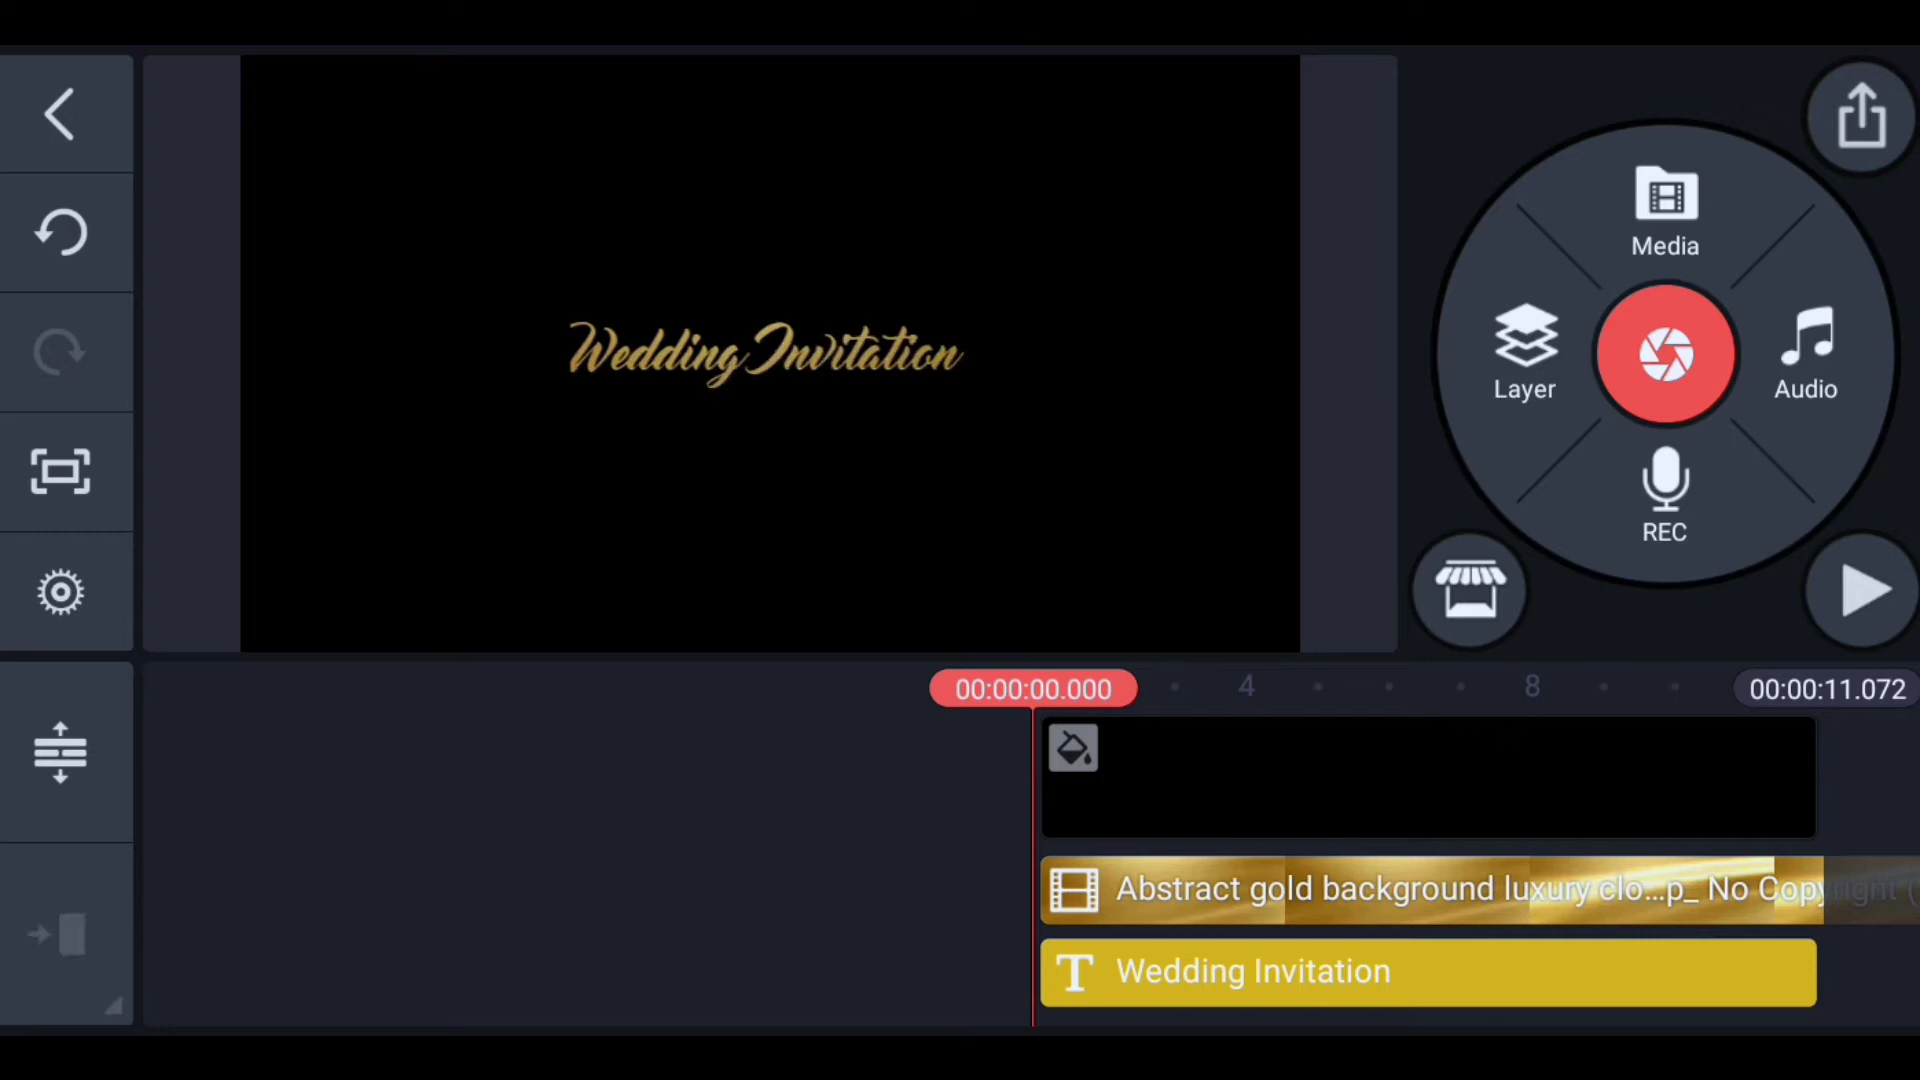 Media
Wedding Invitation
Layer
Audio
REC
00:00:00.000
4
8
00:00:11.072
Abstract gold background luxury clo...p_ No Copyright (
Wedding Invitation